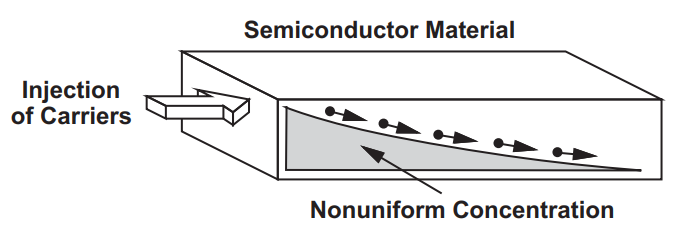 Semiconductor Material
Injection
of Carriers
Nonuniform Concentration